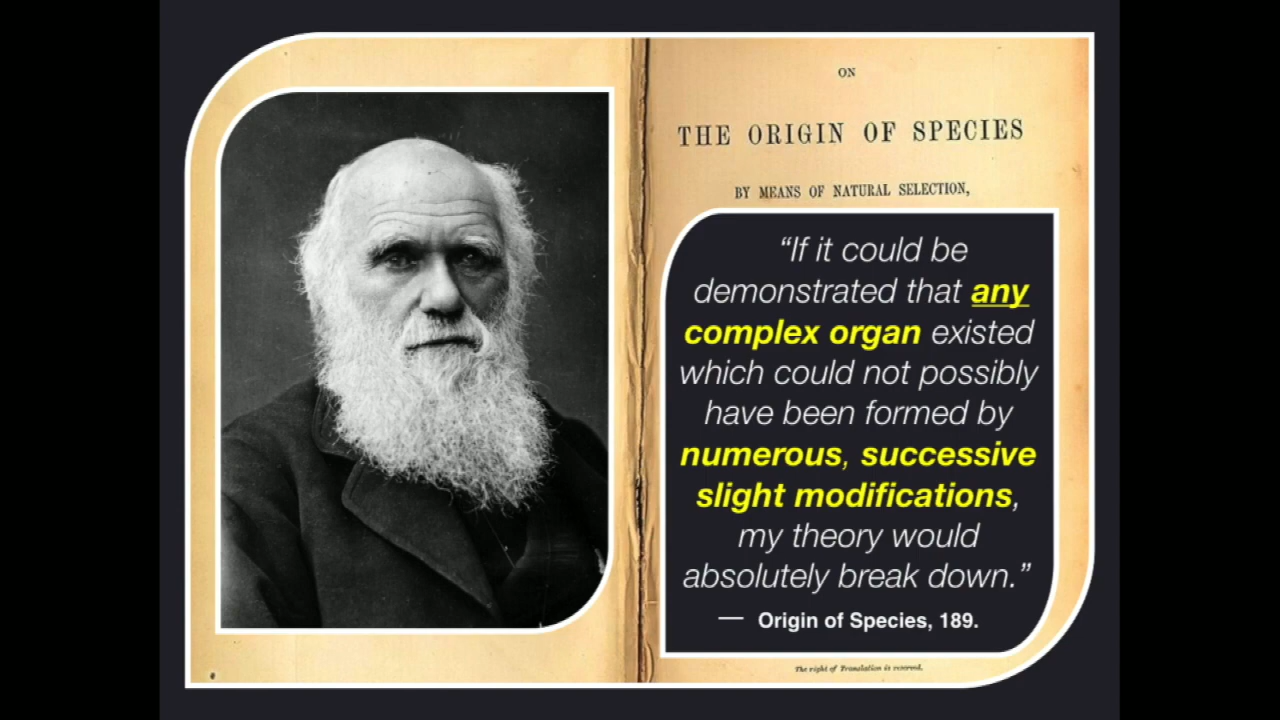 ON
THE ORIGIN OF SPECIES
BY MEANS OF NATURAL SELECTION,
“If it could be
demonstrated that any
complex organ existed
which could not possibly
have been formed by
numerous, successive
slight modifications,
my theory would
absolutely break down.”
— Origin of Species, 189.
The right of Translation is reserved.